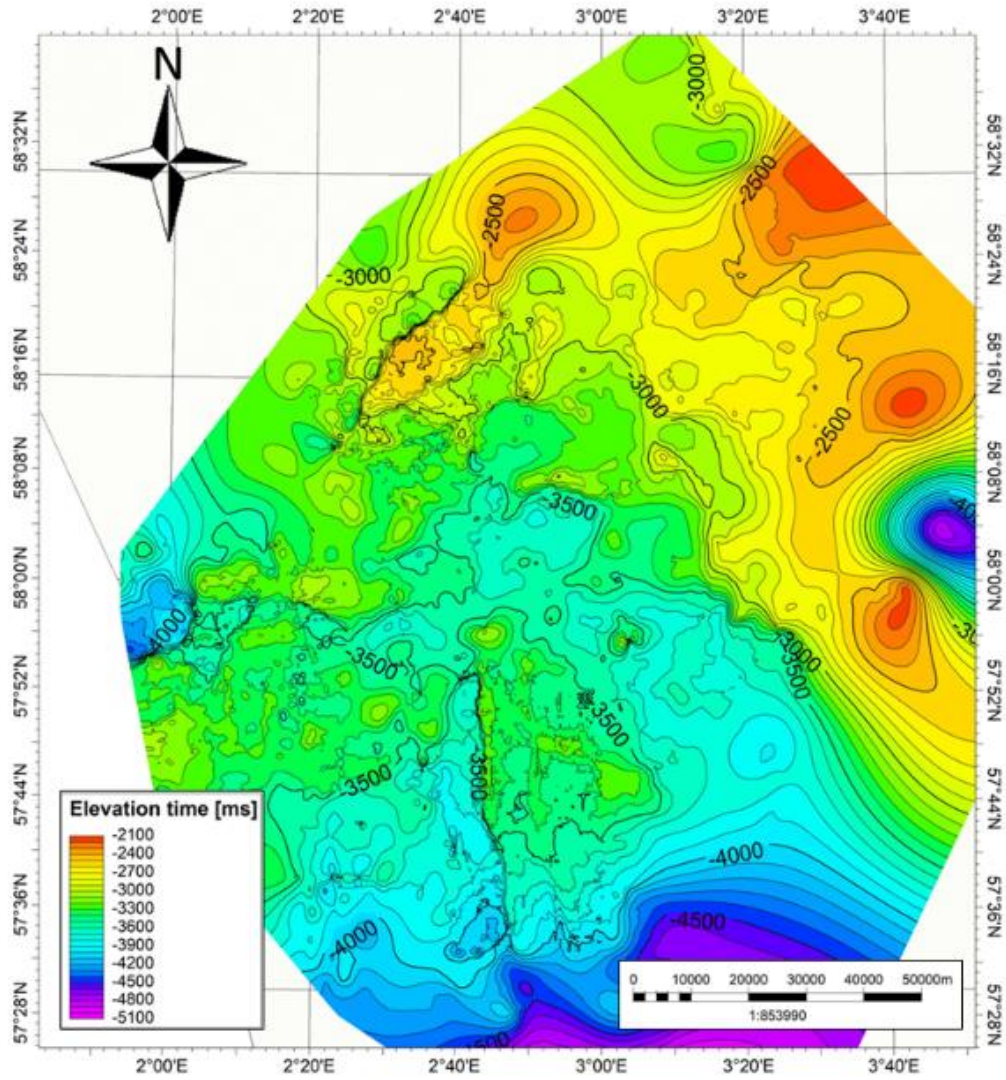 2°00'E 2°20'E 2°40'E 3°00'E 3°20'E 3°40'E
N
58°32'N
58°24'N
58°16'N
58°08'N
58°00'N
57°52'N
57°44'N
57°36'N
57°28'N
-3000
-2500
-2500
-3000
-3000
-2500
-3500
-4000
-3500
-3000
-3500
-3500
-3500
3500
-4000
-4500
-4000
58°32'N
58°24'N
58°16'N
58°08'N
58°00'N
57°52'N
57°44'N
57°36'N
57°28'N
Elevation time [ms]
-2100
-2400
-2700
-3000
-3300
-3600
-3900
-4200
-4500
-4800
-5100
0 10000 20000 30000 40000 50000m
1:853990
2°00'E 2°20'E 2°40'E 3°00'E 3°20'E 3°40'E